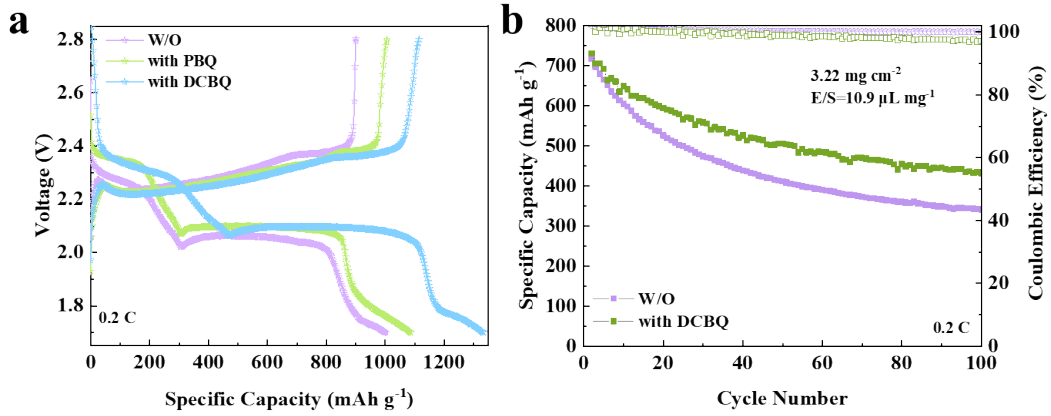 a
Voltage (V)
2.8
2.6
2.4
2.2
2.0
1.8
W/O
with PBQ
with DCBQ
0.2 C
0
200
400
600
800
1000
1200
Specific Capacity (mAh g-1)
b
Specific Capacity (mAh g-1)
800
700
600
500
400
300
200
100
0
3.22 mg cm-2
E/S=10.9 μL mg-1
W/O
with DCBQ
0.2 C
0
20
40
60
80
100
Cycle Number
100
80
60
40
20
0
Coulombic Efficiency (%)